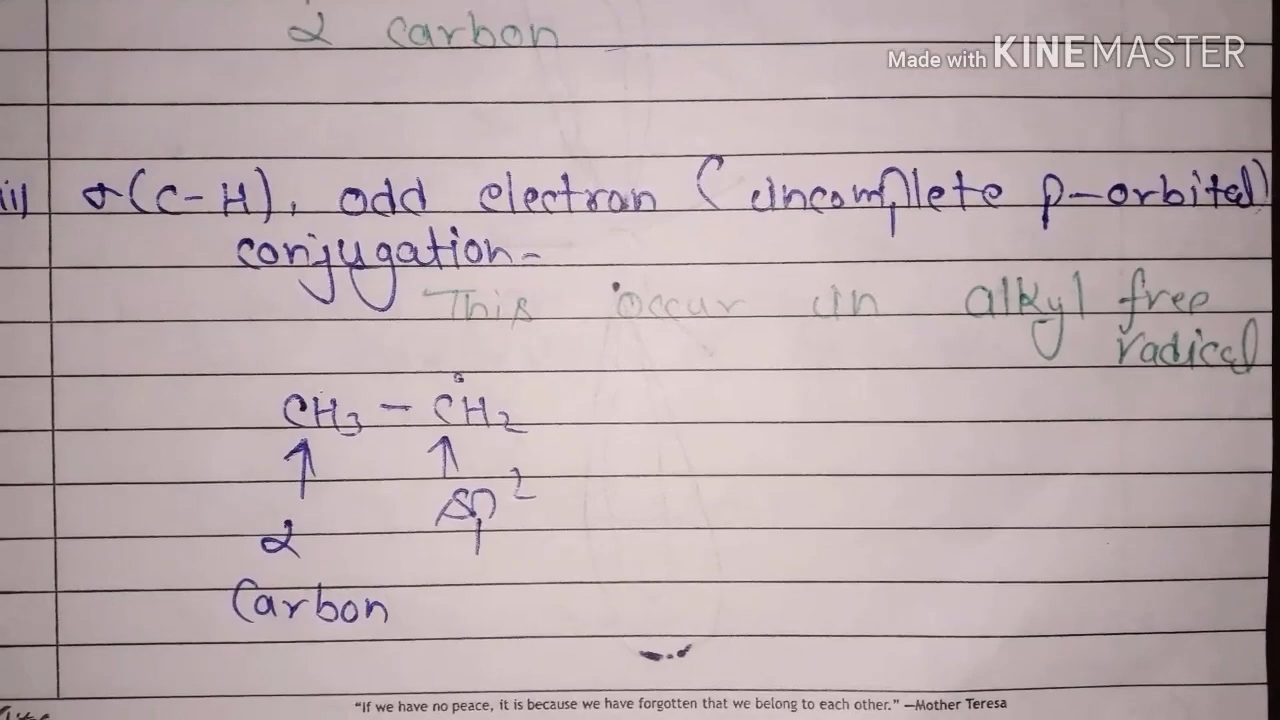 α carbon
Made with KINEMASTER
ii) σ(C-H), odd electron (uncomplete p-orbital)
conjugation-
This occur in alkyl free
radical
CH3 - ĊH2
↑ ↑
α sp²
Carbon
"If we have no peace, it is because we have forgotten that we belong to each other." —Mother Teresa